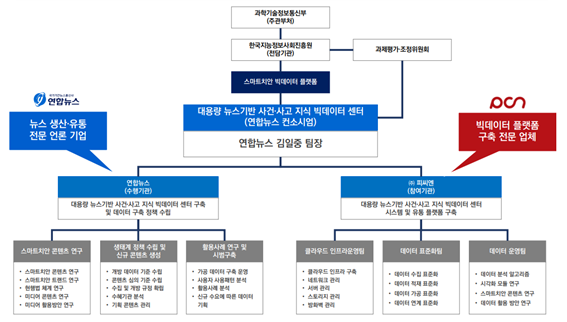 과학기술정보통신부
(주관부처)
한국지능정보사회진흥원
(전담기관)
과제평가·조정위원회
스마트치안 빅데이터 플랫폼
연합뉴스
뉴스 생산·유통
전문 언론 기업
대용량 뉴스기반 사건·사고 지식 빅데이터 센터
(연합뉴스 컨소시엄)
연합뉴스 김일중 팀장
pcn
빅데이터 플랫폼
구축 전문 업체
연합뉴스
(수행기관)
대용량 뉴스기반 사건·사고 지식 빅데이터 센터 구축
및 데이터 구축 정책 수립
㈜ 피씨엔
(참여기관)
대용량 뉴스기반 사건·사고 지식 빅데이터 센터
시스템 및 유통 플랫폼 구축
스마트치안 콘텐츠 연구
• 스마트치안 콘텐츠 연구
• 스마트치안 트렌드 연구
• 현행법 체계 연구
• 미디어 콘텐츠 연구
• 미디어 활용방안 연구
생태계 정책 수립 및
신규 콘텐츠 생성
• 개방 데이터 기준 수립
• 콘텐츠 심의 기준 수립
• 수집 및 개방 규정 확립
• 수혜기관 분석
• 기획 콘텐츠 관리
활용사례 연구 및
시범구축
• 가공 데이터 구축 운영
• 사용자 사용패턴 분석
• 활용사례 분석
• 신규 수요에 따른 데이터
기획
클라우드 인프라운영팀
• 클라우드 인프라 구축
• 네트워크 관리
• 서버 관리
• 스토리지 관리
• 방화벽 관리
데이터 표준화팀
• 데이터 수집 표준화
• 데이터 적재 표준화
• 데이터 가공 표준화
• 데이터 연계 표준화
데이터 운영팀
• 데이터 분석 알고리즘
• 시각화 모듈 연구
• 스마트치안 콘텐츠 연구
• 데이터 활용 방안 연구